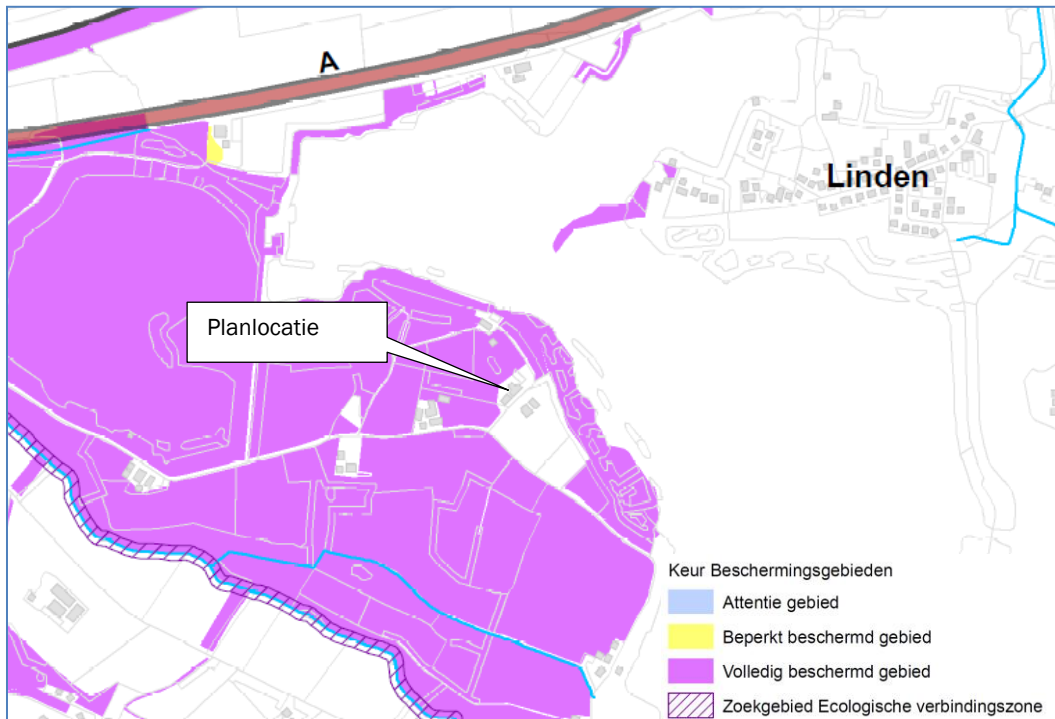 A
Linden
Planlocatie
Keur Beschermingsgebieden
Attentie gebied
Beperkt beschermd gebied
Volledig beschermd gebied
Zoekgebied Ecologische verbindingszone